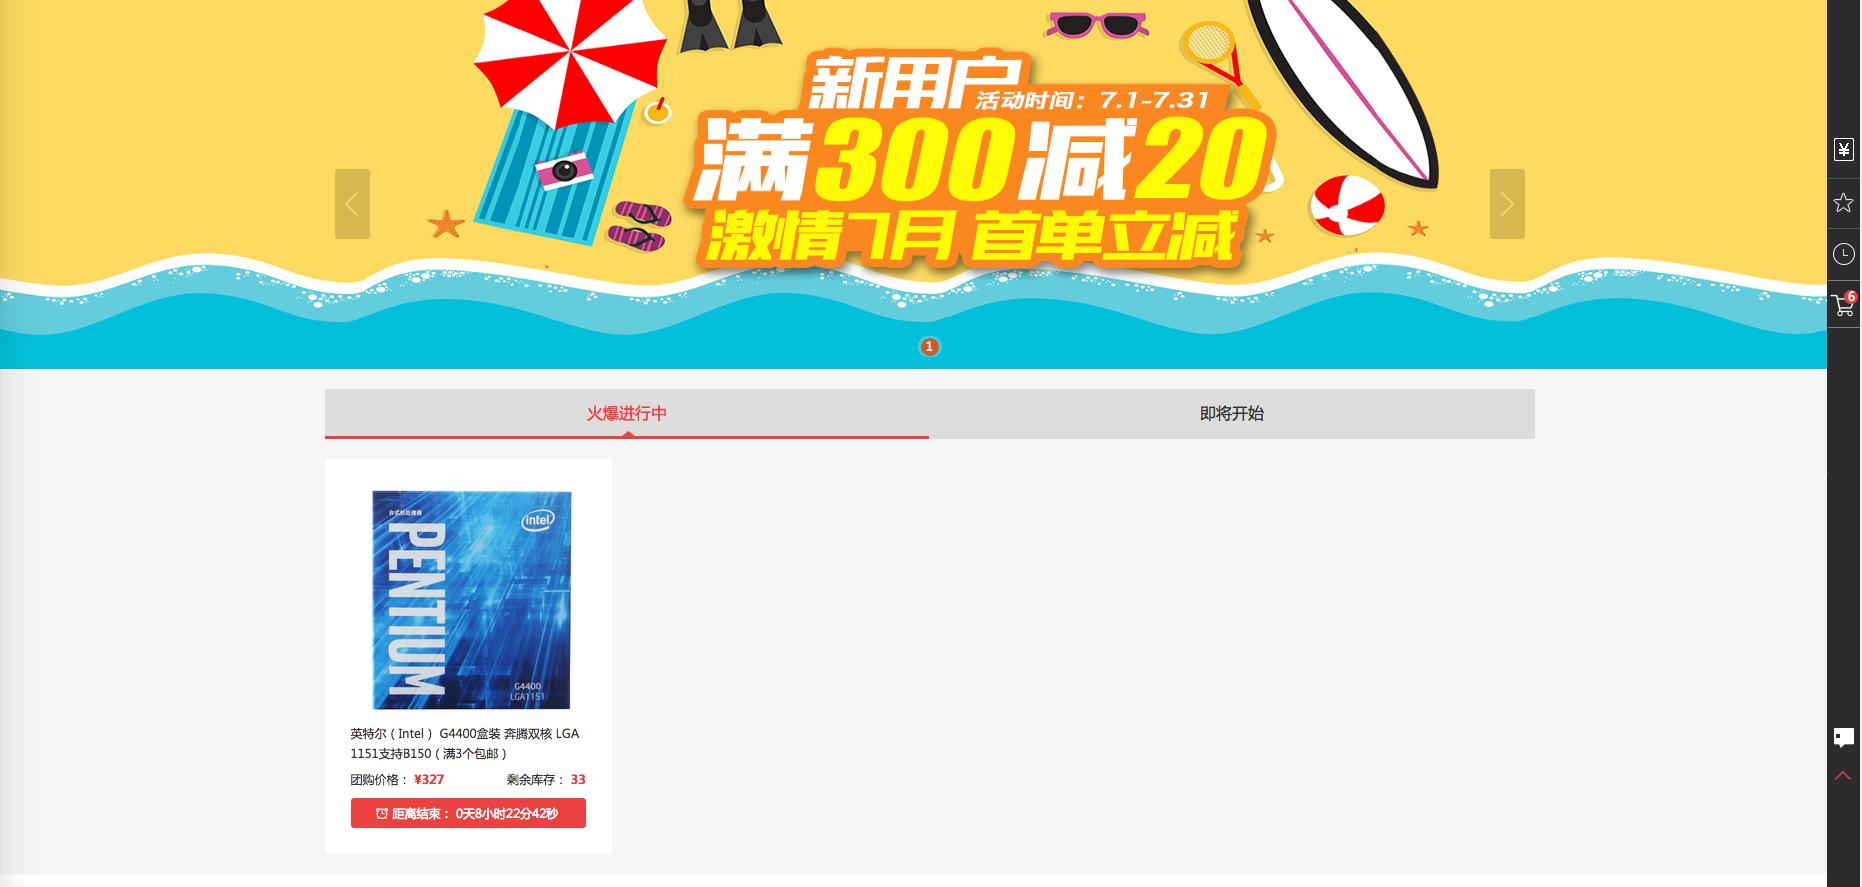 新用户
活动时间：7.1-7.31
满300减20
激情7月 首单立减
6
1
火爆进行中
即将开始
台式机处理器
intel
PENTIUM
G4400
LGA1151
英特尔（Intel） G4400盒装 奔腾双核 LGA
1151支持B150（满3个包邮）
团购价格： ¥327
剩余库存： 33
距离结束： 0天8小时22分42秒